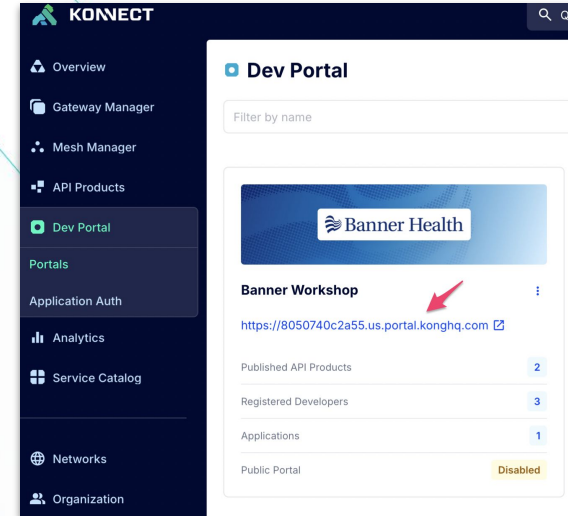 KONNECT
Q
Overview
Gateway Manager
Mesh Manager
API Products
Dev Portal
Portals
Application Auth
Analytics
Service Catalog
Networks
Organization
Dev Portal
Filter by name
Banner Health
Banner Workshop
https://8050740c2a55.us.portal.konghq.com
Published API Products 2
Registered Developers 3
Applications 1
Public Portal Disabled